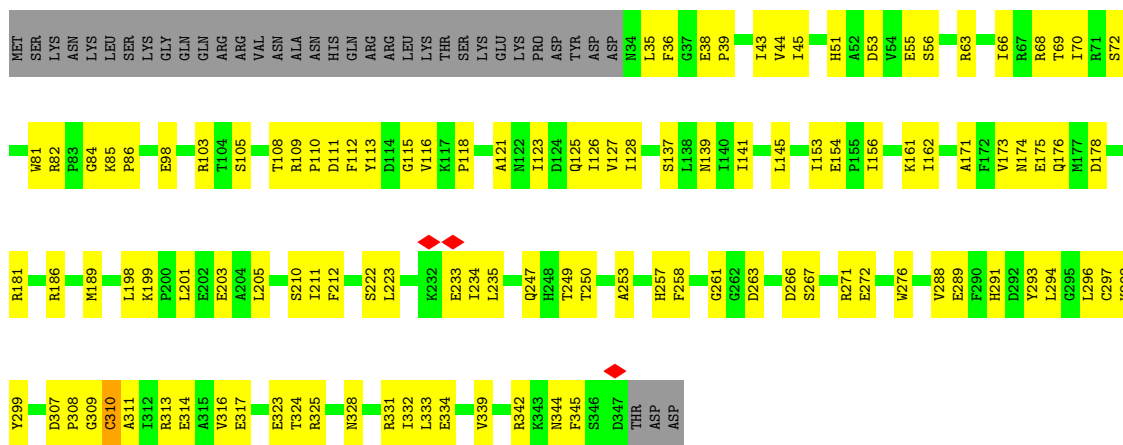 MET SER LYS ASN LYS LEU SER LYS GLY GLN GLN ARG ARG VAL ASN ALA ASN HIS GLN ARG ARG LEU LYS THR SER LYS GLU LYS PRO ASP TYR ASP ASP N34 L35 F36 G37 E38 P39 I43 V44 I45 H51 A52 D53 V54 E55 S56 R63 I66 R67 R68 T69 I70 R71 S72
W81 R82 P83 G84 K85 P86 E98 R103 T104 S105 T108 R109 P110 D111 F112 Y113 D114 G115 V116 K117 P118 A121 N122 I123 D124 Q125 I126 V127 I128 S137 L138 N139 I140 I141 L145 I153 E154 P155 I156 K161 I162 A171 F172 V173 N174 E175 Q176 M177 D178
R181 R186 M189 L198 K199 P200 L201 E202 E203 A204 L205 S210 I211 F212 S222 L223 K232 E233 I234 L235 Q247 H248 T249 T250 A253 H257 F258 G261 G262 D263 D266 S267 R271 E272 W276 V288 E289 F290 H291 D292 Y293 L294 G295 L296 C297
Y299 D307 P308 G309 C310 A311 I312 R313 E314 A315 V316 E317 E323 T324 R325 N328 R331 I332 L333 E334 V339 R342 K343 N344 F345 S346 D347 THR ASP ASP